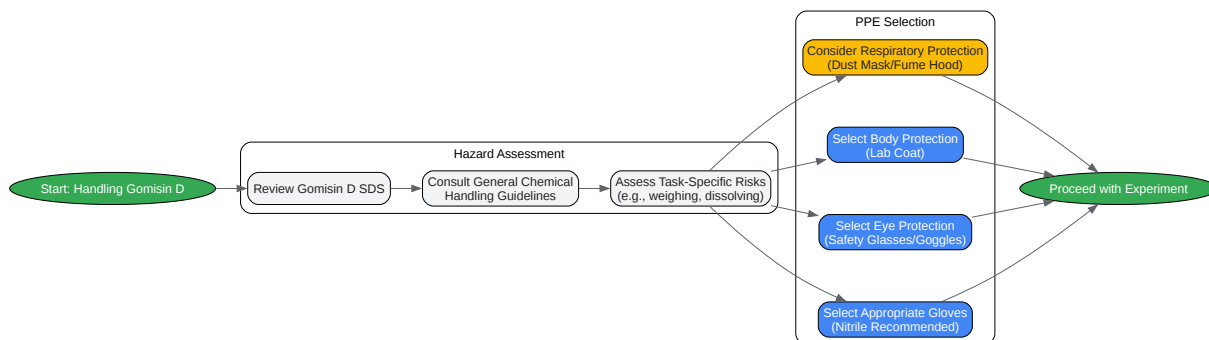 PPE Selection
Consider Respiratory Protection
(Dust Mask/Fume Hood)
Select Body Protection
(Lab Coat)
Hazard Assessment
Start: Handling Gomisin D
Review Gomisin D SDS
Consult General Chemical
Handling Guidelines
Assess Task-Specific Risks
(e.g., weighing, dissolving)
Proceed with Experiment
Select Eye Protection
(Safety Glasses/Goggles)
Select Appropriate Gloves
(Nitrile Recommended)